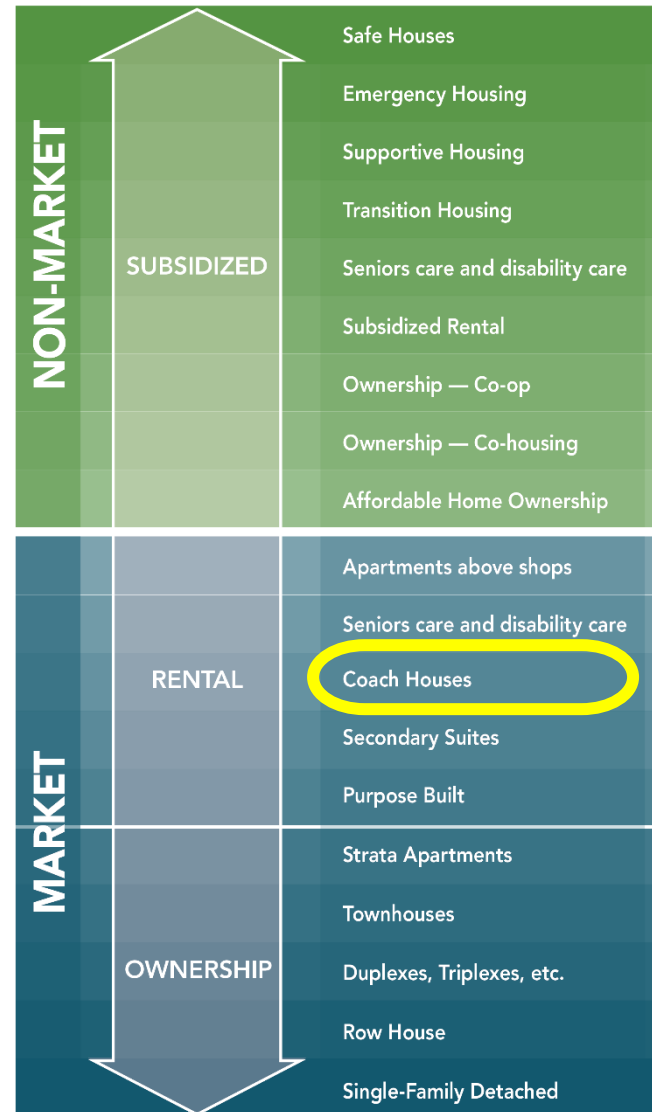 NON-MARKET
SUBSIDIZED
Safe Houses
Emergency Housing
Supportive Housing
Transition Housing
Seniors care and disability care
Subsidized Rental
Ownership — Co-op
Ownership — Co-housing
Affordable Home Ownership
MARKET
RENTAL
Apartments above shops
Seniors care and disability care
Coach Houses
Secondary Suites
Purpose Built
OWNERSHIP
Strata Apartments
Townhouses
Duplexes, Triplexes, etc.
Row House
Single-Family Detached